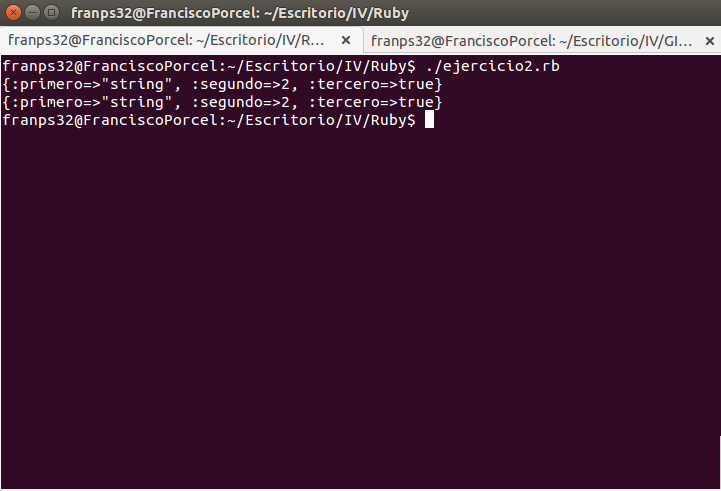 franps32@FranciscoPorcel: ~/Escritorio/IV/Ruby
franps32@FranciscoPorcel: ~/Escritorio/IV/R... × franps32@FranciscoPorcel: ~/Escritorio/IV/GI... ×
franps32@FranciscoPorcel:~/Escritorio/IV/Ruby$ ./ejercicio2.rb
{:primero=>"string", :segundo=>2, :tercero=>true}
{:primero=>"string", :segundo=>2, :tercero=>true}
franps32@FranciscoPorcel:~/Escritorio/IV/Ruby$